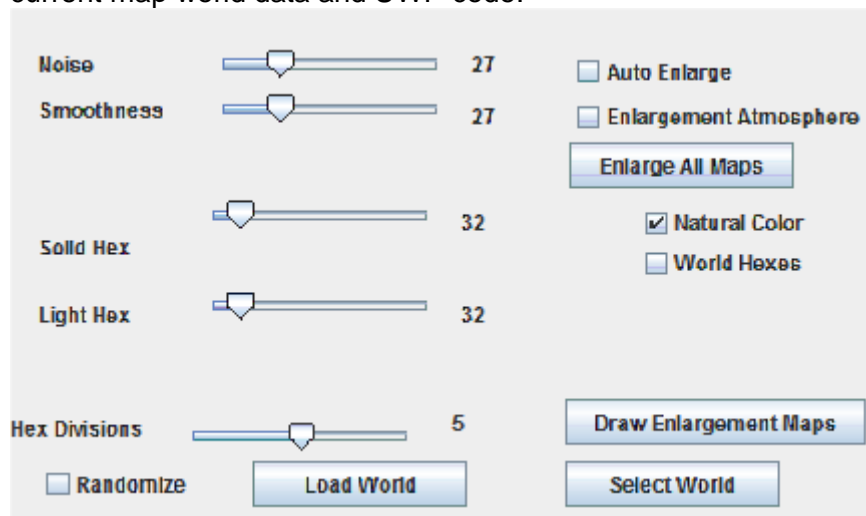 current map world data and UWP code.
Noise 27
Auto Enlarge
Smoothness 27
Enlargement Atmosphere
Enlarge All Maps
32
Natural Color
Solid Hex
World Hexes
Light Hex 32
Hex Divisions 5
Draw Enlargement Maps
Randomize
Load World
Select World